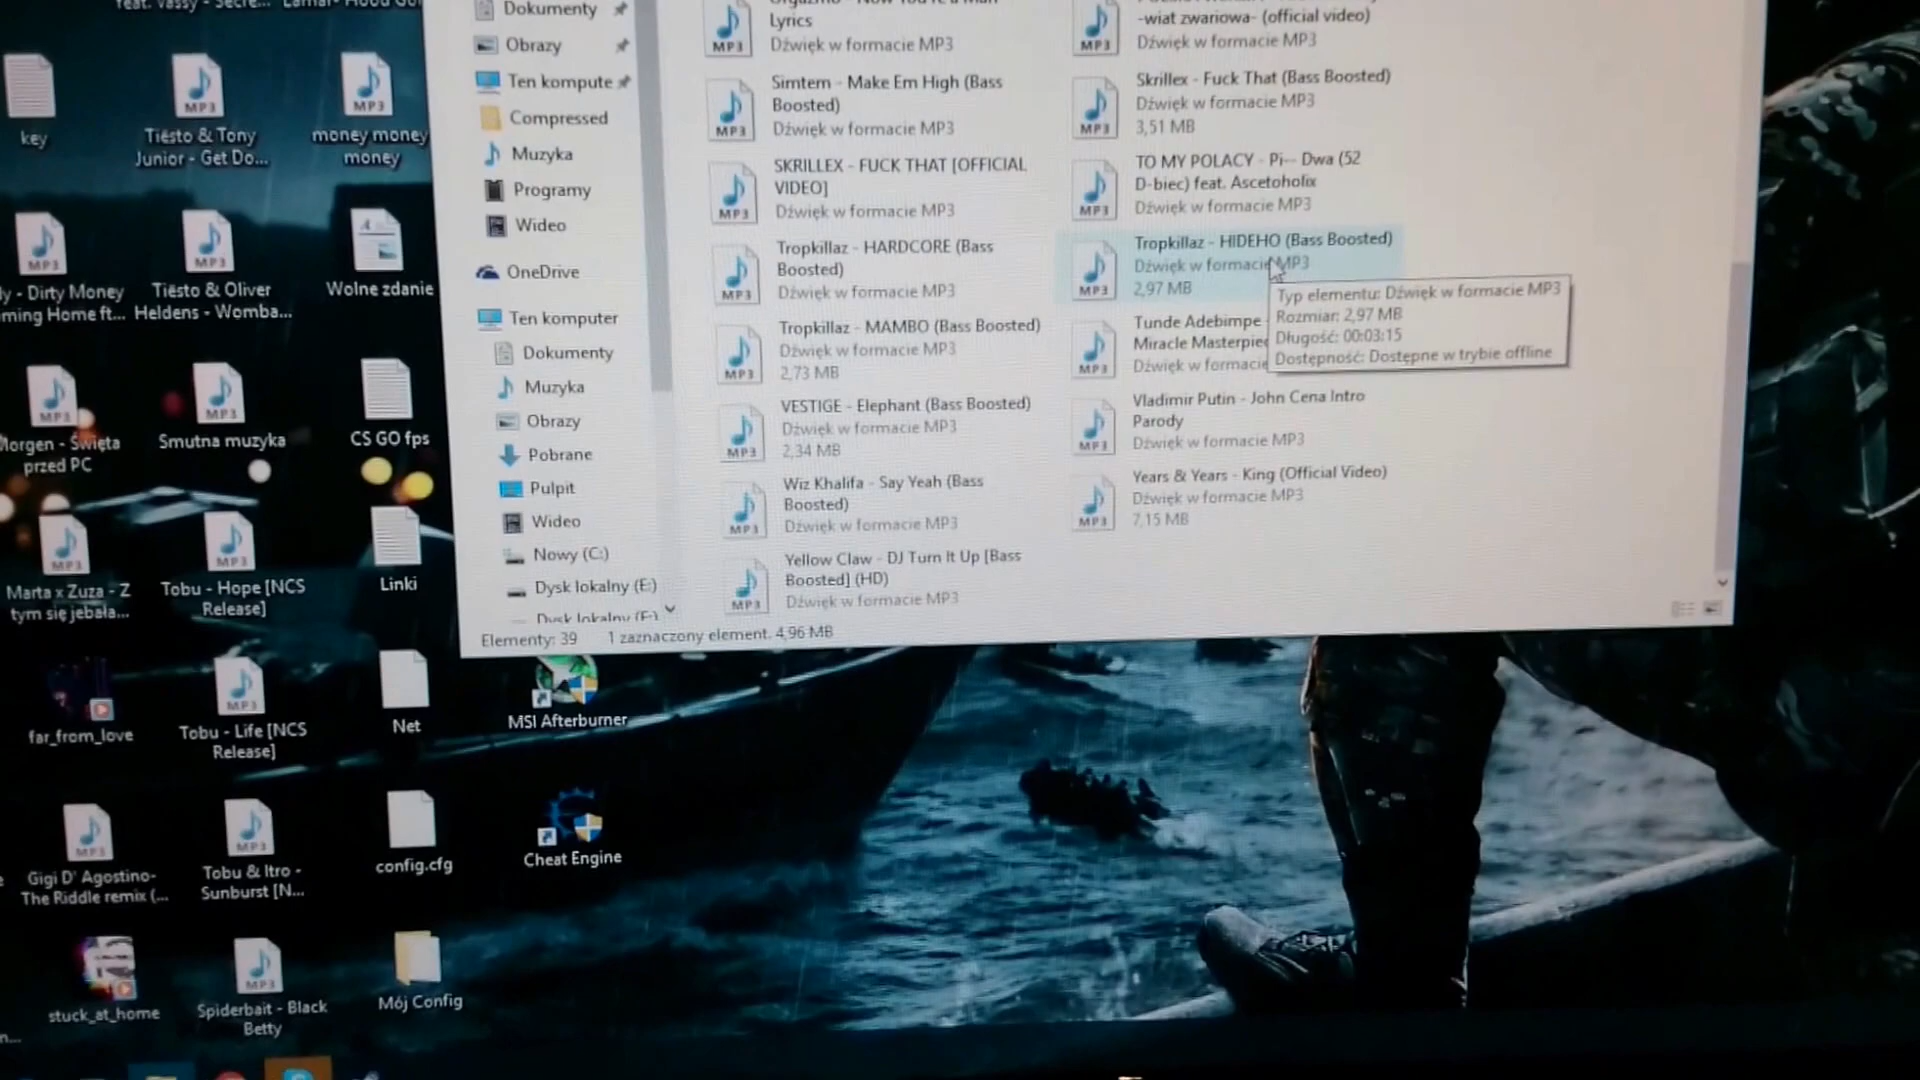 key
Tiësto & Tony
Junior - Get Do...
money money
money
Dirty Money
ming Home ft...
Tiësto & Oliver
Heldens - Womba...
Wolne zdanie
Święta
przed PC
Smutna muzyka
CS GO fps
Marta x Zuza - Z
tym się jebała...
Tobu - Hope [NCS
Release]
Linki
far_from_love
Tobu - Life [NCS
Release]
Net
MSI Afterburner
Gigi D' Agostino-
The Riddle remix (...
Tobu & Itro -
Sunburst [N...
config.cfg
Cheat Engine
stuck_at_home
Spiderbait - Black
Betty
Mój Config
Dokumenty
Obrazy
Ten kompute
Compressed
Muzyka
Programy
Wideo
OneDrive
Ten komputer
Dokumenty
Muzyka
Obrazy
Pobrane
Pulpit
Wideo
Nowy (C:)
Dysk lokalny (E:)
Dysk lokalny (F:)
Lyrics
Dźwięk w formacie MP3
Simtem - Make Em High (Bass
Boosted)
Dźwięk w formacie MP3
SKRILLEX - FUCK THAT [OFFICIAL
VIDEO]
Dźwięk w formacie MP3
Tropkillaz - HARDCORE (Bass
Boosted)
Dźwięk w formacie MP3
Tropkillaz - MAMBO (Bass Boosted)
Dźwięk w formacie MP3
2,73 MB
VESTIGE - Elephant (Bass Boosted)
Dźwięk w formacie MP3
2,34 MB
Wiz Khalifa - Say Yeah (Bass
Boosted)
Dźwięk w formacie MP3
Yellow Claw - DJ Turn It Up [Bass
Boosted] (HD)
Dźwięk w formacie MP3
-wiat zwariowa- (official video)
Dźwięk w formacie MP3
Skrillex - Fuck That (Bass Boosted)
Dźwięk w formacie MP3
3,51 MB
TO MY POLACY - Pi-- Dwa (52
D-biec) feat. Ascetoholix
Dźwięk w formacie MP3
Tropkillaz - HIDEHO (Bass Boosted)
Dźwięk w formacie MP3
2,97 MB
Tunde Adebimpe
Miracle Masterpiec
Dźwięk w formacie
Typ elementu: Dźwięk w formacie MP3
Rozmiar: 2,97 MB
Długość: 00:03:15
Dostępność: Dostępne w trybie offline
Vladimir Putin - John Cena Intro
Parody
Dźwięk w formacie MP3
Years & Years - King (Official Video)
Dźwięk w formacie MP3
7,15 MB
Elementy: 39 1 zaznaczony element. 4,96 MB